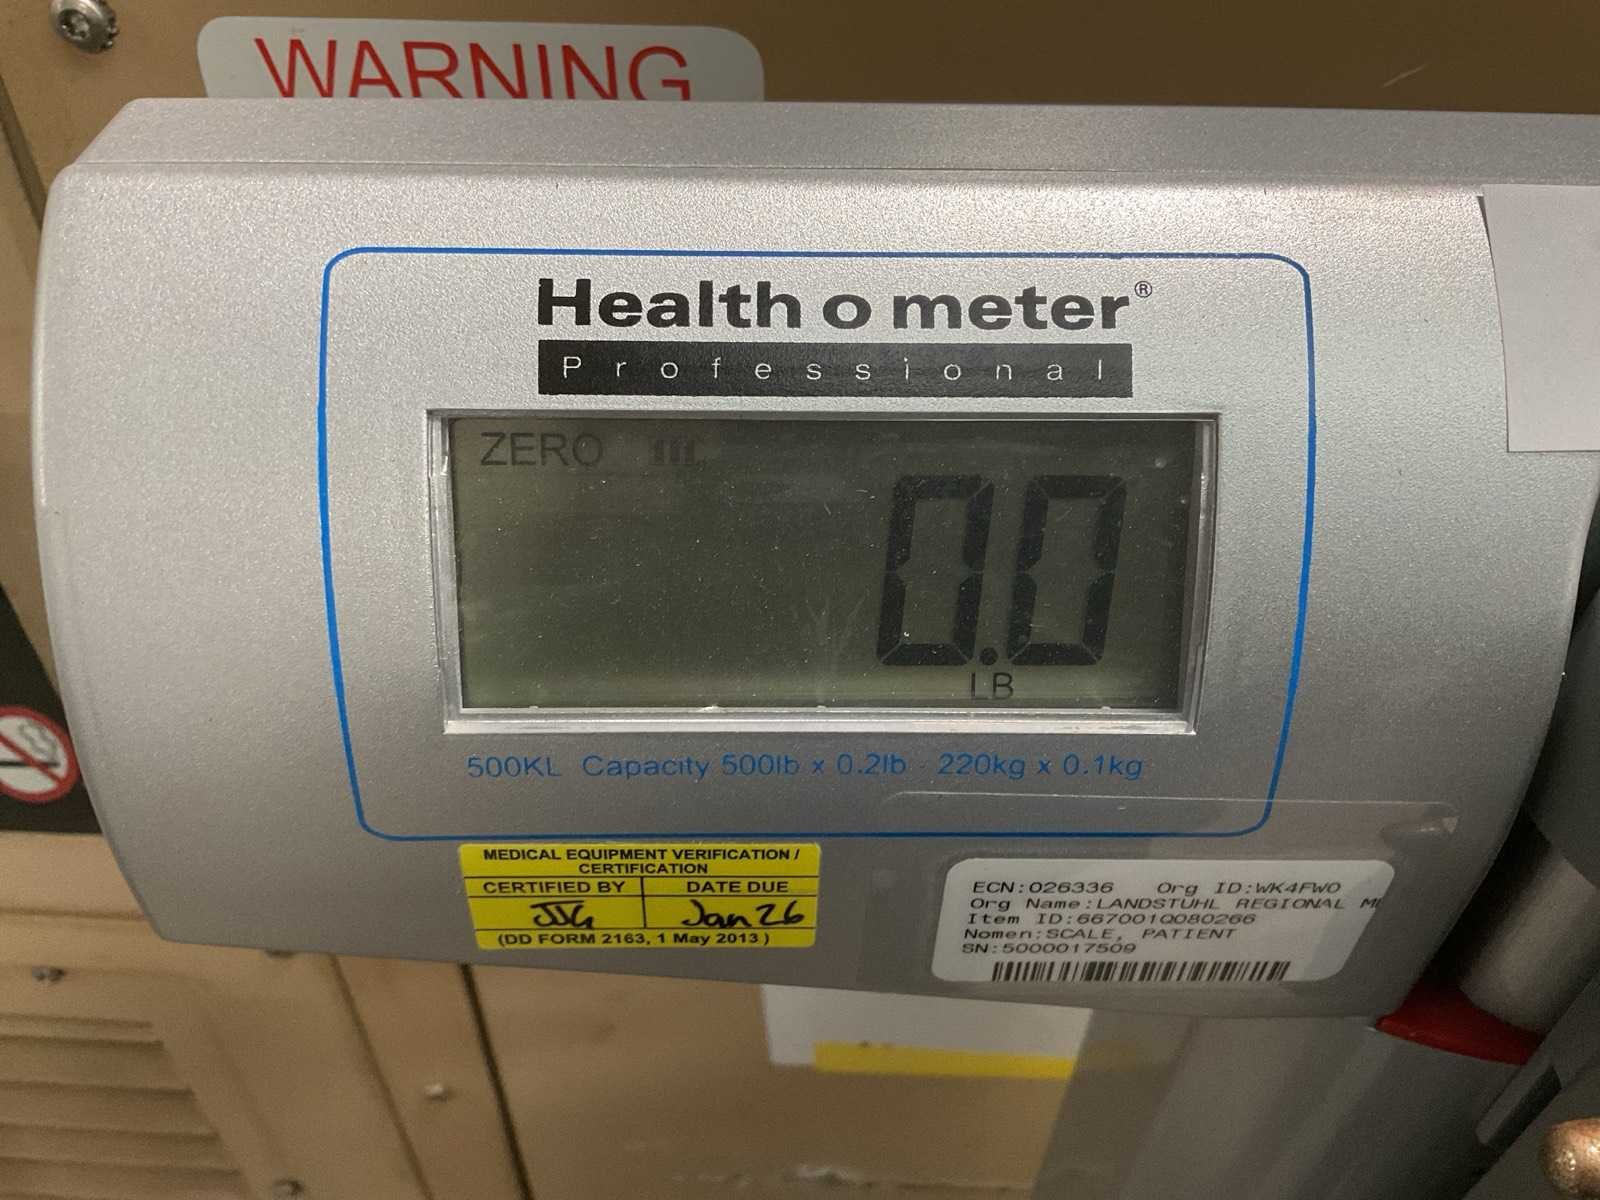 WARNING
Health o meter®
Professional
ZERO
0.0
LB
500KL Capacity 500lb x 0.2lb - 220kg x 0.1kg
MEDICAL EQUIPMENT VERIFICATION /
CERTIFICATION
CERTIFIED BY DATE DUE
JJG Jan 26
(DD FORM 2163, 1 May 2013 )
ECN:026336 Org ID:WK4FW0
Org Name:LANDSTUHL REGIONAL
Item ID:667001Q080266
Nomen:SCALE, PATIENT
SN:5000017509